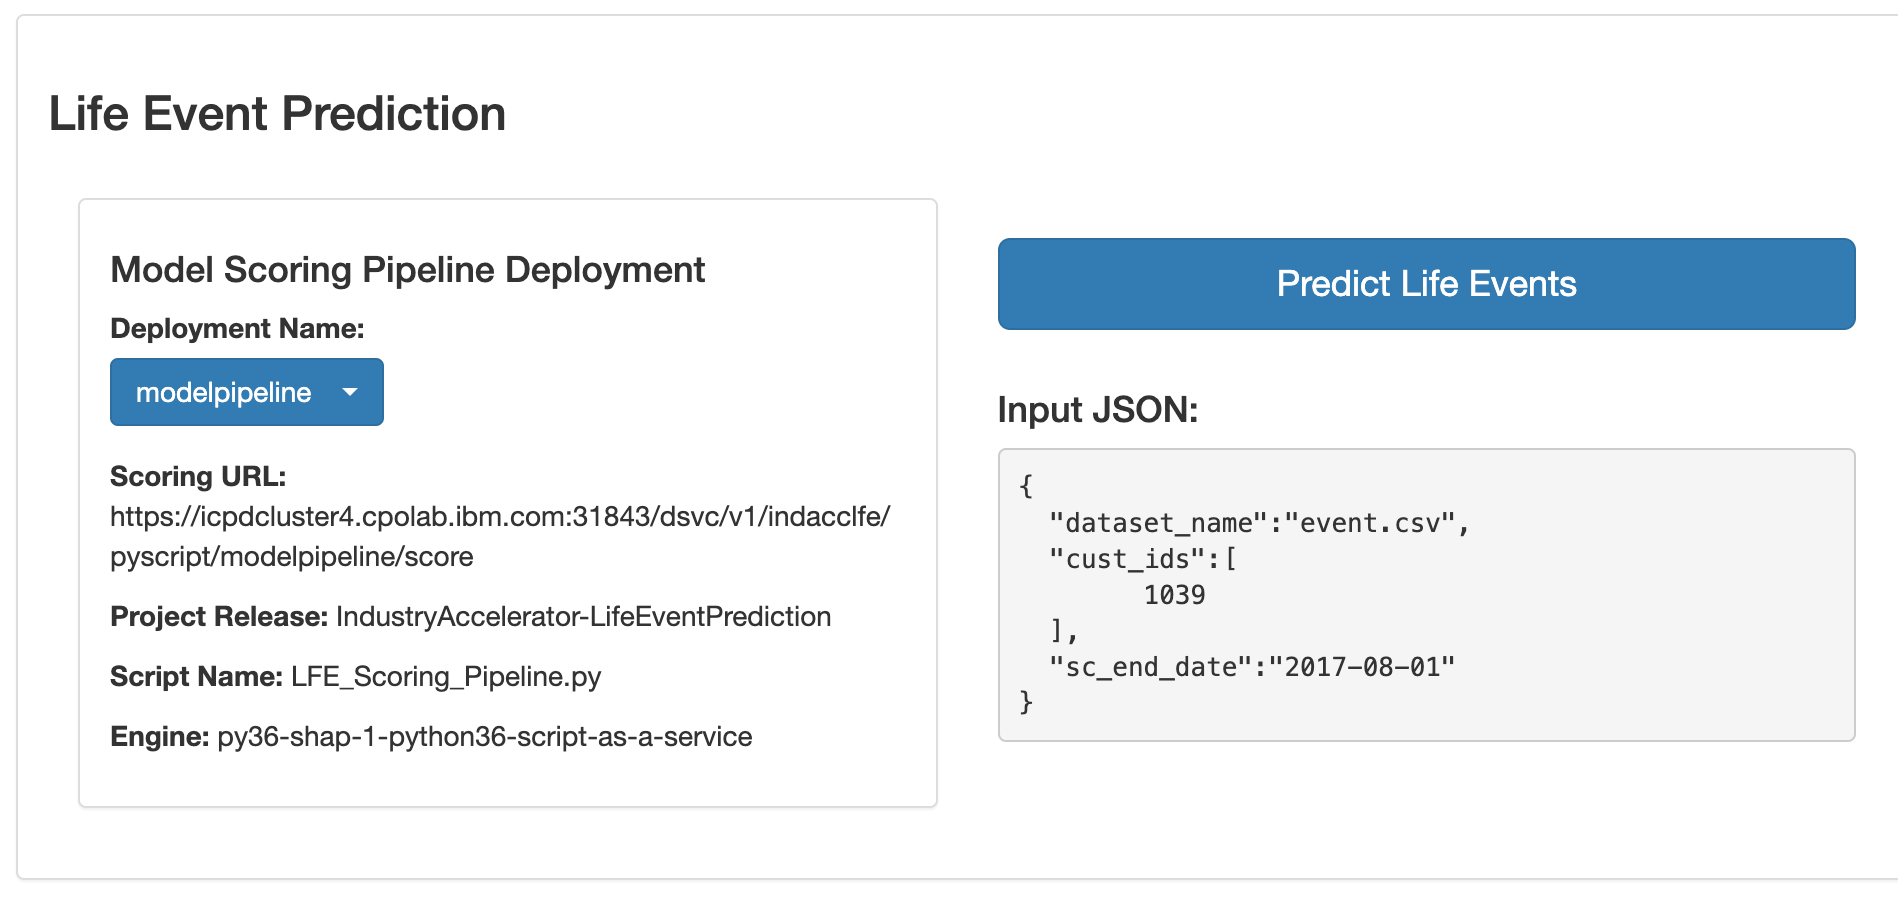 Life Event Prediction
Model Scoring Pipeline Deployment
Deployment Name:
modelpipeline
Scoring URL:
https://icpdcluster4.cpolab.ibm.com:31843/dsvc/v1/indacclfe/
pyscript/modelpipeline/score
Project Release: IndustryAccelerator-LifeEventPrediction
Script Name: LFE_Scoring_Pipeline.py
Engine: py36-shap-1-python36-script-as-a-service
Predict Life Events
Input JSON:
{
  "dataset_name":"event.csv",
  "cust_ids":[
        1039
  ],
  "sc_end_date":"2017-08-01"
}